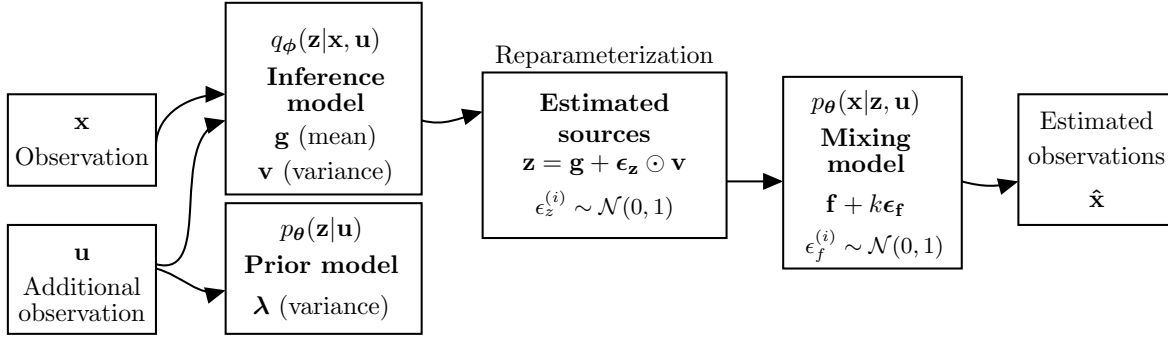 x
Observation
u
Additional
observation
qϕ(z|x, u)
Inference
model
g (mean)
v (variance)
pθ(z|u)
Prior model
λ (variance)
Reparameterization
Estimated
sources
z = g + ϵz ⊙ v
ϵz(i) ∼ 𝒩(0, 1)
pθ(x|z, u)
Mixing
model
f + kϵf
ϵf(i) ∼ 𝒩(0, 1)
Estimated
observations
x̂